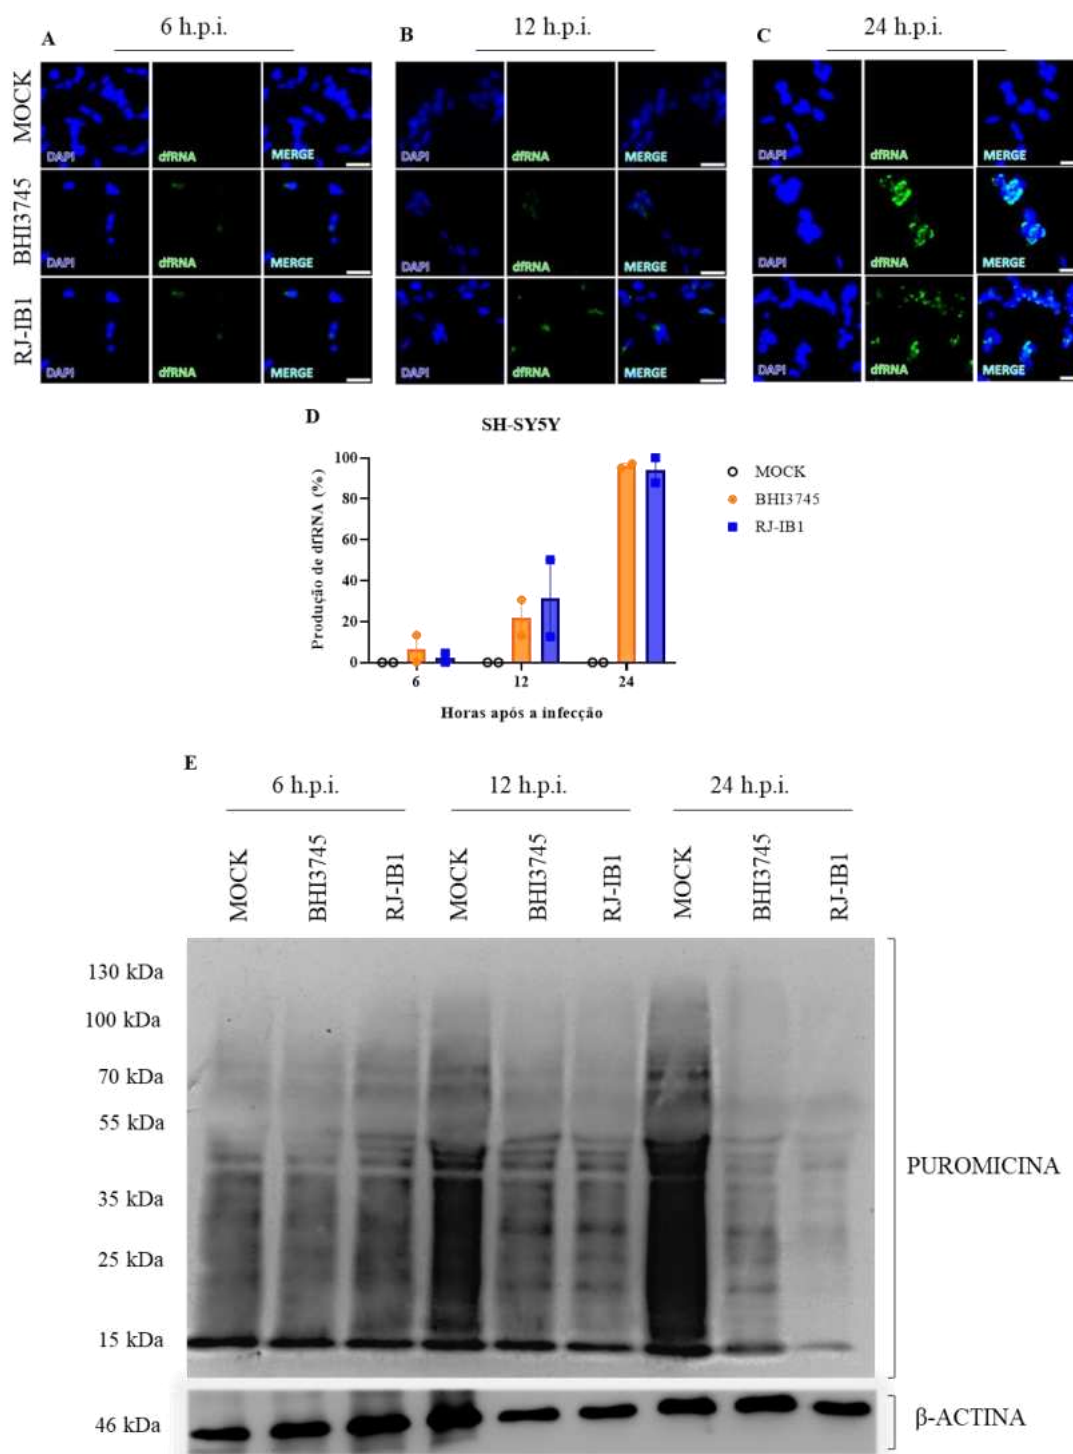 A
6 h.p.i.
B
12 h.p.i.
C
24 h.p.i.
MOCK
DAPI
dfRNA
MERGE
DAPI
dfRNA
MERGE
DAPI
dfRNA
MERGE
BHI3745
DAPI
dfRNA
MERGE
DAPI
dfRNA
MERGE
DAPI
dfRNA
MERGE
RJ-IB1
DAPI
dfRNA
MERGE
DAPI
dfRNA
MERGE
DAPI
dfRNA
MERGE
D
SH-SY5Y
Produção de dfRNA (%)
100
80
60
40
20
0
6
12
24
Horas após a infecção
MOCK
BHI3745
RJ-IB1
E
6 h.p.i.
12 h.p.i.
24 h.p.i.
MOCK
BHI3745
RJ-IB1
MOCK
BHI3745
RJ-IB1
MOCK
BHI3745
RJ-IB1
130 kDa
100 kDa
70 kDa
55 kDa
35 kDa
25 kDa
15 kDa
PUROMICINA
46 kDa
β-ACTINA